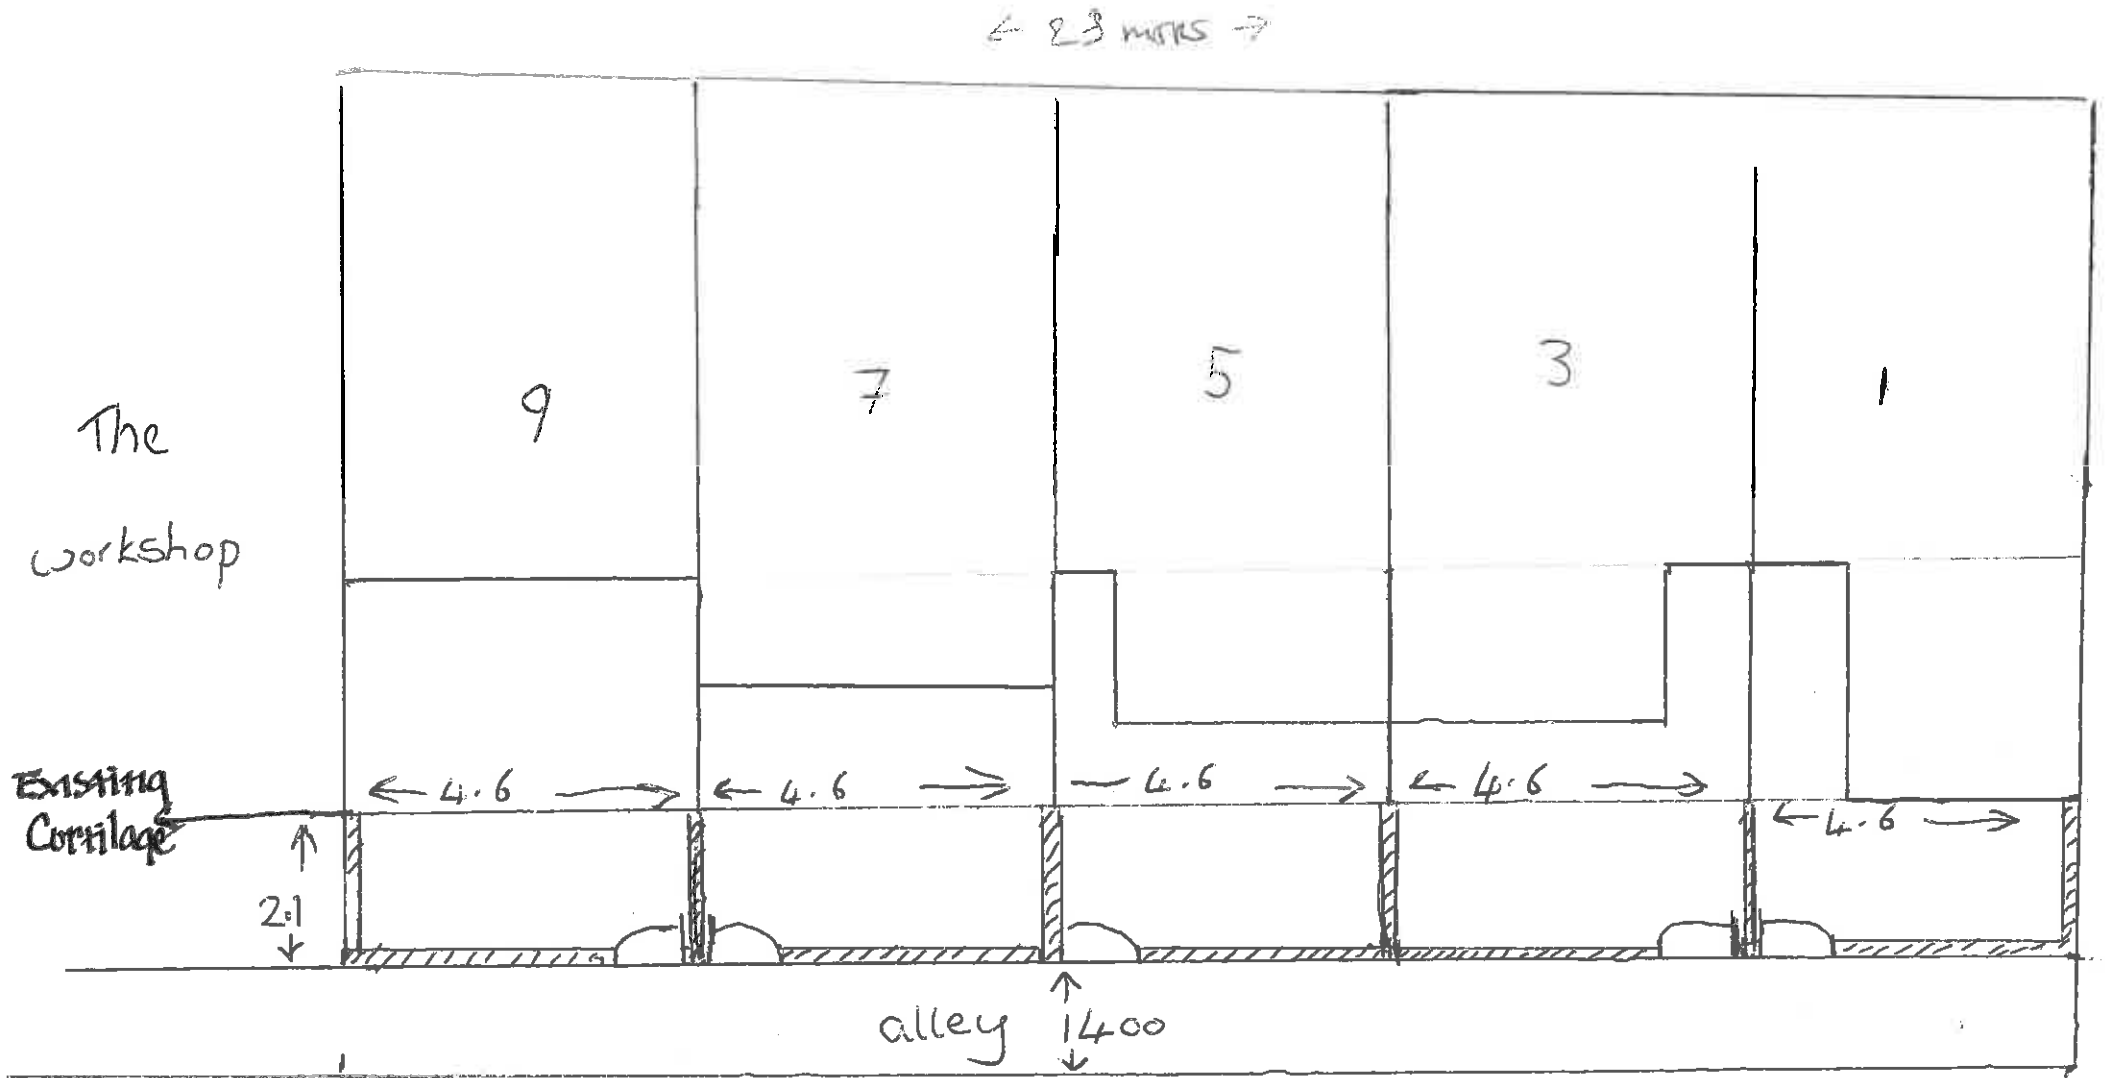 ← 23 mtrs →
9
7
5
3
1
The
workshop
Existing
Cortilage
← 4.6 →
← 4.6 →
— 4.6 →
← 4.6 →
← 4.6 →
2.1
alley 1400